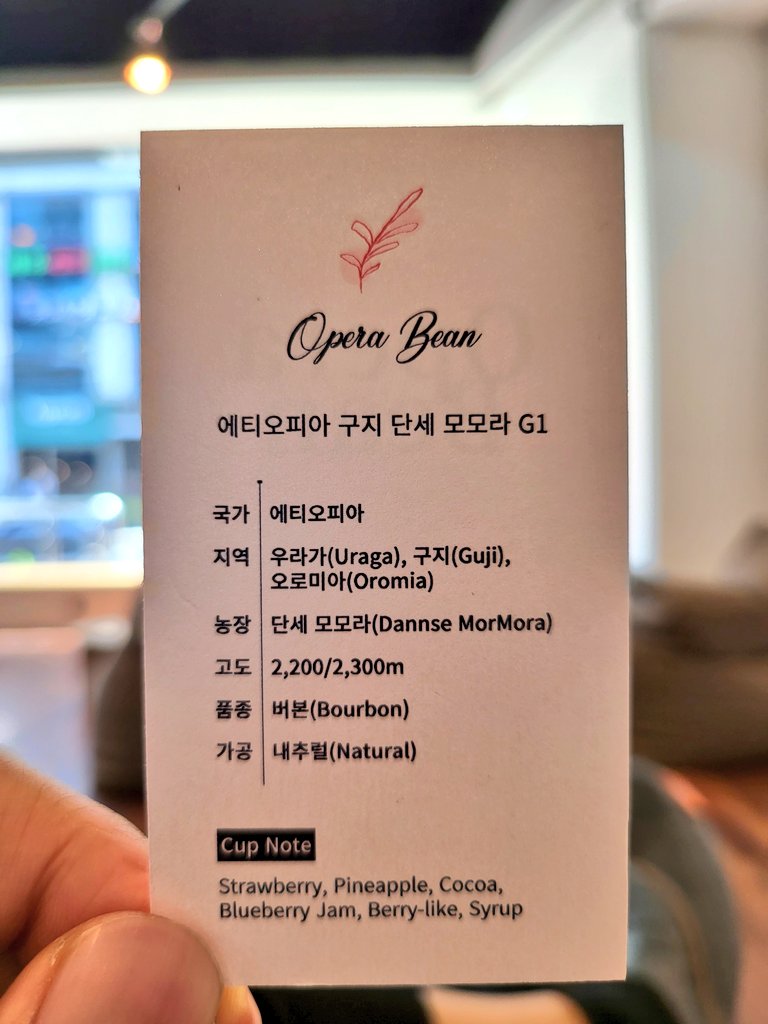 Opera Bean
에티오피아 구지 단세 모모라 G1
국가 에티오피아
지역 우라가(Uraga), 구지(Guji),
오로미아(Oromia)
농장 단세 모모라(Dannse MorMora)
고도 2,200/2,300m
품종 버본(Bourbon)
가공 내추럴(Natural)
Cup Note
Strawberry, Pineapple, Cocoa,
Blueberry Jam, Berry-like, Syrup